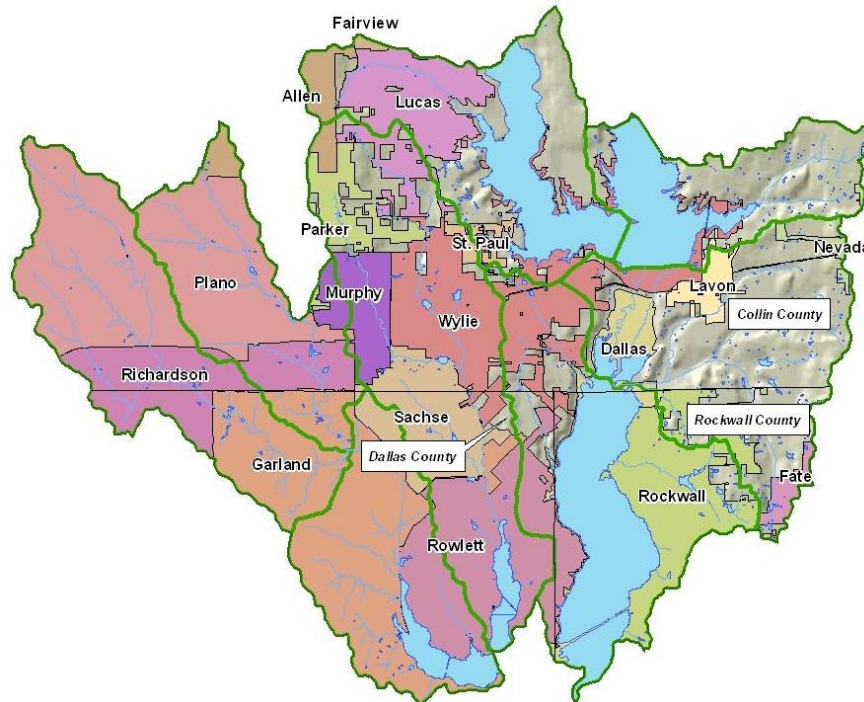 Fairview
Allen
Lucas
Parker
St. Paul
Nevada
Plano
Murphy
Lavon
Wylie
Collin County
Dallas
Richardson
Sachse
Rockwall County
Dallas County
Garland
Fate
Rockwall
Rowlett